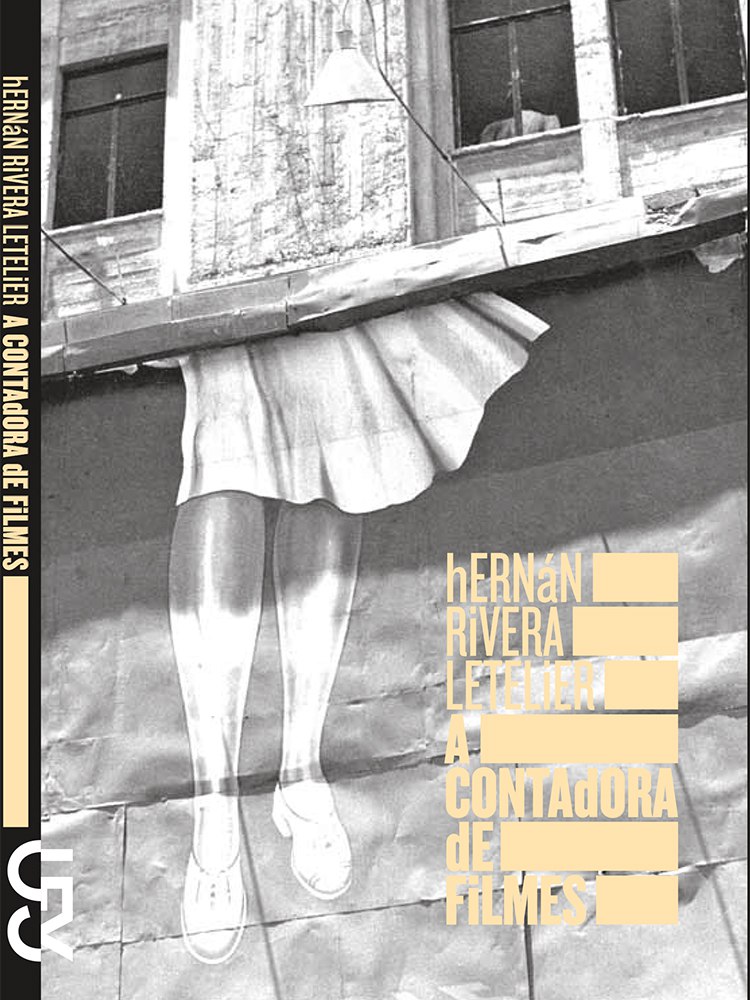 hERNáN RiVERA LETELiER A CONTAdORA dE FiLMES
hERNáN
RiVERA
LETELiER
A
CONTAdORA
dE
FiLMES